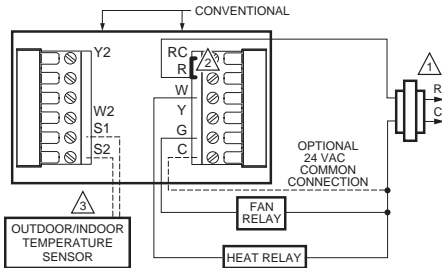 CONVENTIONAL
Y2
W2
S1
S2
RC
R
W
Y
G
C
2
1
R
C
OPTIONAL
24 VAC
COMMON
CONNECTION
3
OUTDOOR/INDOOR
TEMPERATURE
SENSOR
FAN
RELAY
HEAT RELAY